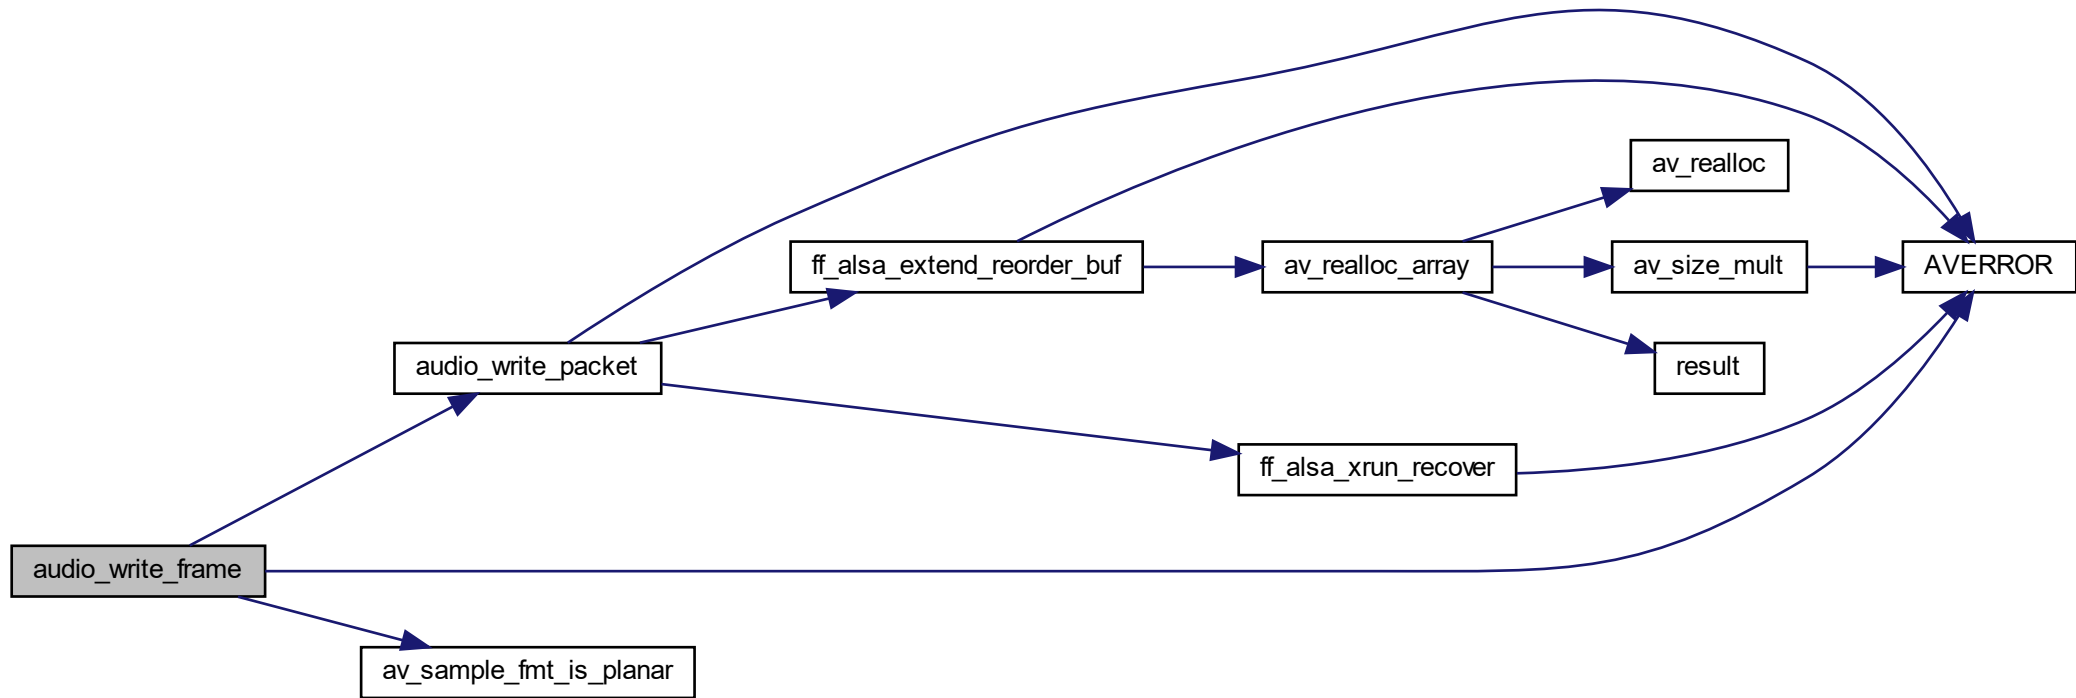 av_realloc
ff_alsa_extend_reorder_buf
av_realloc_array
av_size_mult
AVERROR
audio_write_packet
result
ff_alsa_xrun_recover
audio_write_frame
av_sample_fmt_is_planar